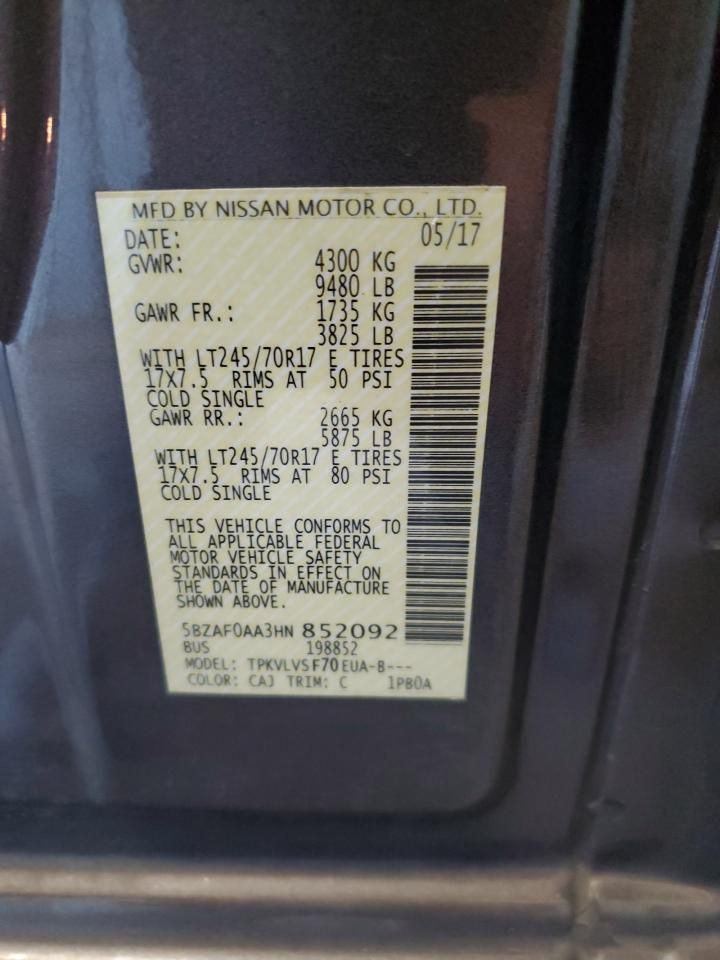 MFD BY NISSAN MOTOR CO., LTD.
DATE: 05/17
GVWR: 4300 KG
9480 LB
GAWR FR.: 1735 KG
3825 LB
WITH LT245/70R17 E TIRES
17X7.5 RIMS AT 50 PSI
COLD SINGLE
GAWR RR.: 2665 KG
5875 LB
WITH LT245/70R17 E TIRES
17X7.5 RIMS AT 80 PSI
COLD SINGLE
THIS VEHICLE CONFORMS TO
ALL APPLICABLE FEDERAL
MOTOR VEHICLE SAFETY
STANDARDS IN EFFECT ON
THE DATE OF MANUFACTURE
SHOWN ABOVE.
5BZAF0AA3HN 852092
BUS 198852
MODEL: TPKVLVSF70EUA-B---
COLOR: CAJ TRIM: C 1PB0A